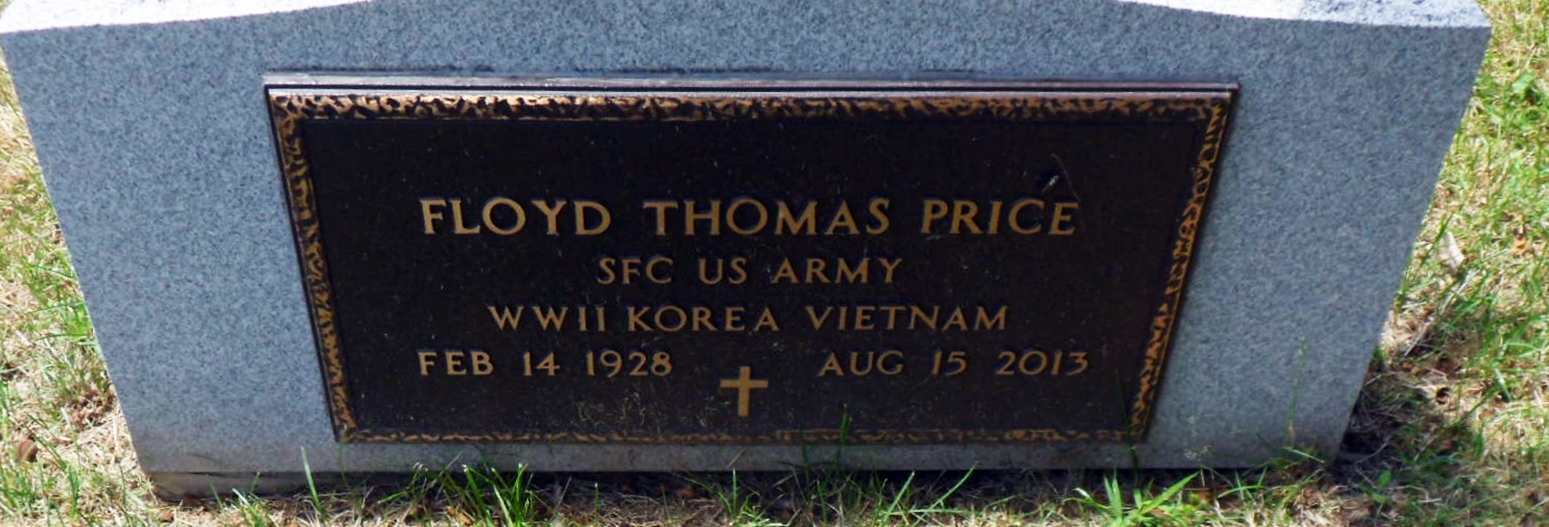 FLOYD THOMAS PRICE
SFC US ARMY
WWII KOREA VIETNAM
FEB 14 1928 AUG 15 2013